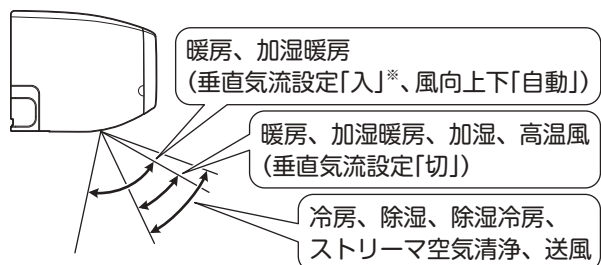 暖房、加湿暖房
（垂直気流設定「入」※、風向上下「自動」）
暖房、加湿暖房、加湿、高温風
（垂直気流設定「切」）
冷房、除湿、除湿冷房、
ストリーマ空気清浄、送風